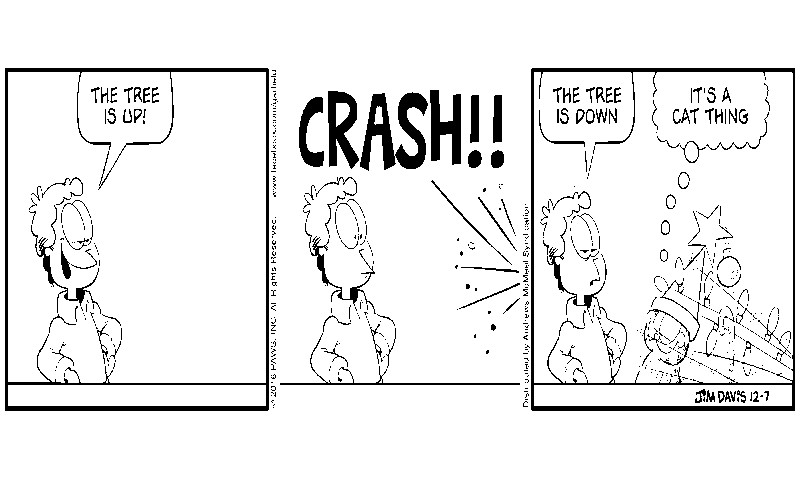 THE TREE
IS UP!
© 2016 PAWS, INC. All Rights Reserved.
CRASH!!
Distributed by Andrews McMeel Syndication
THE TREE
IS DOWN
IT'S A
CAT THING
JIM DAVIS 12-7